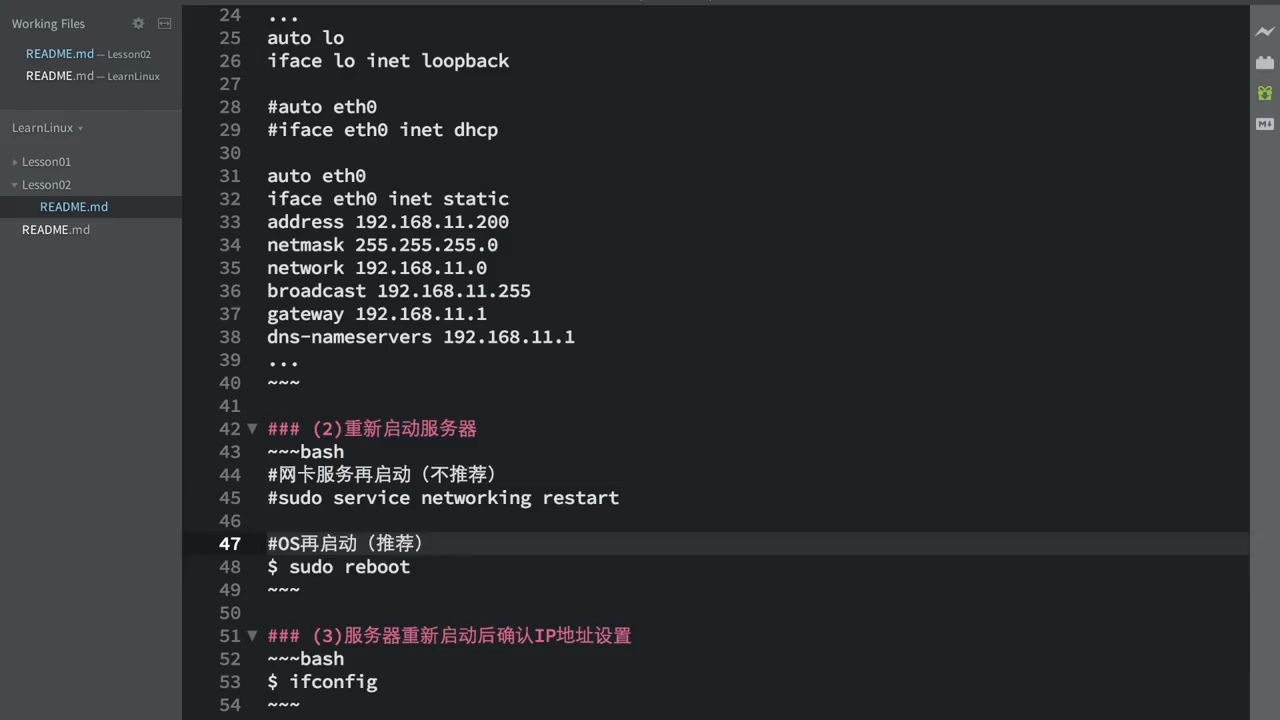 Working Files
README.md — Lesson02
README.md — LearnLinux
LearnLinux
Lesson01
Lesson02
README.md
README.md
24 ...
25 auto lo
26 iface lo inet loopback
27
28 #auto eth0
29 #iface eth0 inet dhcp
30
31 auto eth0
32 iface eth0 inet static
33 address 192.168.11.200
34 netmask 255.255.255.0
35 network 192.168.11.0
36 broadcast 192.168.11.255
37 gateway 192.168.11.1
38 dns-nameservers 192.168.11.1
39 ...
40 ~~~
41
42 ### (2)重新启动服务器
43 ~~~bash
44 #网卡服务再启动（不推荐）
45 #sudo service networking restart
46
47 #OS再启动（推荐）
48 $ sudo reboot
49 ~~~
50
51 ### (3)服务器重新启动后确认IP地址设置
52 ~~~bash
53 $ ifconfig
54 ~~~
M↓